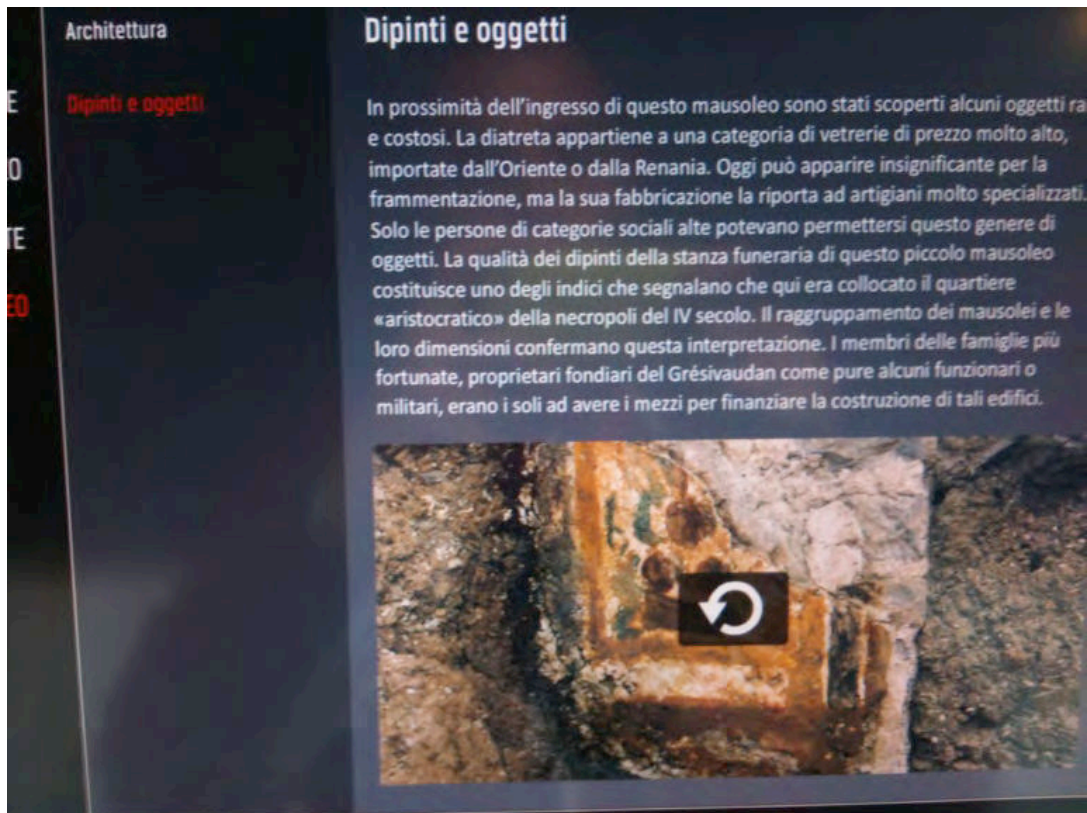 Architettura
Dipinti e oggetti
E
O
TE
EO
Dipinti e oggetti
In prossimità dell'ingresso di questo mausoleo sono stati scoperti alcuni oggetti ra
e costosi. La diatreta appartiene a una categoria di vetrerie di prezzo molto alto,
importate dall'Oriente o dalla Renania. Oggi può apparire insignificante per la
frammentazione, ma la sua fabbricazione la riporta ad artigiani molto specializzati.
Solo le persone di categorie sociali alte potevano permettersi questo genere di
oggetti. La qualità dei dipinti della stanza funeraria di questo piccolo mausoleo
costituisce uno degli indici che segnalano che qui era collocato il quartiere
«aristocratico» della necropoli del IV secolo. Il raggruppamento dei mausolei e le
loro dimensioni confermano questa interpretazione. I membri delle famiglie più
fortunate, proprietari fondiari del Grésivaudan come pure alcuni funzionari o
militari, erano i soli ad avere i mezzi per finanziare la costruzione di tali edifici.